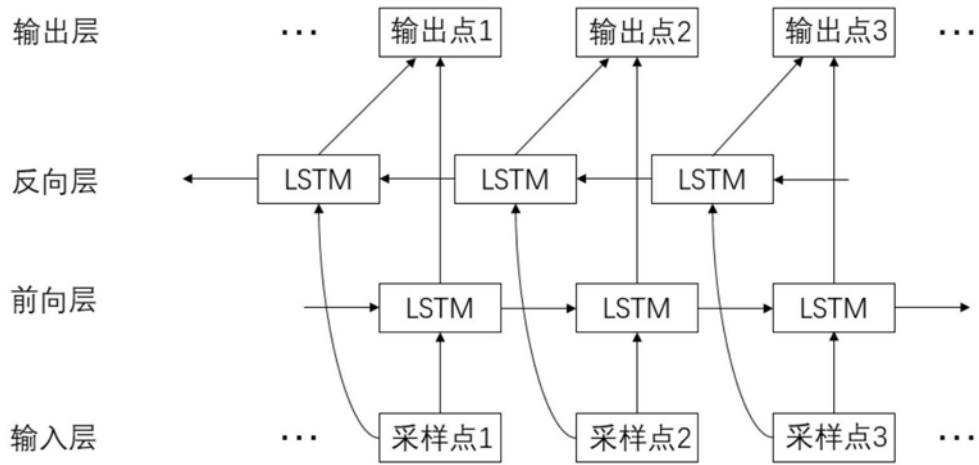 输出层 ··· 输出点1 输出点2 输出点3 ···
反向层 LSTM LSTM LSTM
前向层 LSTM LSTM LSTM
输入层 ··· 采样点1 采样点2 采样点3 ···